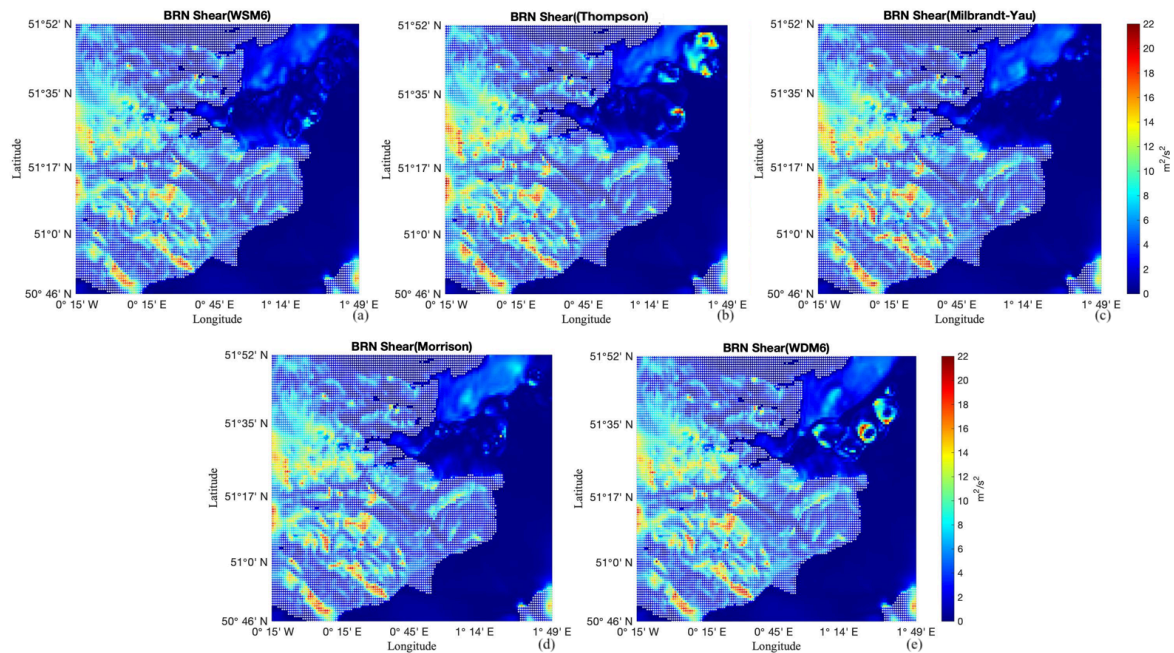 BRN Shear(WSM6)
51° 52' N
51° 35' N
51° 17' N
51° 0' N
50° 46' N
Latitude
0° 15' W
0° 15' E
0° 45' E
1° 14' E
1° 49' E
Longitude
(a)
BRN Shear((Thompson)
51° 52' N
51° 35' N
51° 17' N
51° 0' N
50° 46' N
Latitude
0° 15' W
0° 15' E
0° 45' E
1° 14' E
1° 49' E
Longitude
(b)
BRN Shear(Milbrandt-Yau)
51° 52' N
51° 35' N
51° 17' N
51° 0' N
50° 46' N
Latitude
0° 15' W
0° 15' E
0° 45' E
1° 14' E
1° 49' E
Longitude
(c)
22
20
18
16
14
12
10
8
6
4
2
0
m²/s²
BRN Shear(Morrison)
51° 52' N
51° 35' N
51° 17' N
51° 0' N
50° 46' N
Latitude
0° 15' W
0° 15' E
0° 45' E
1° 14' E
1° 49' E
Longitude
(d)
BRN Shear(WDM6)
51° 52' N
51° 35' N
51° 17' N
51° 0' N
50° 46' N
Latitude
0° 15' W
0° 15' E
0° 45' E
1° 14' E
1° 49' E
Longitude
(e)
22
20
18
16
14
12
10
8
6
4
2
0
m²/s²